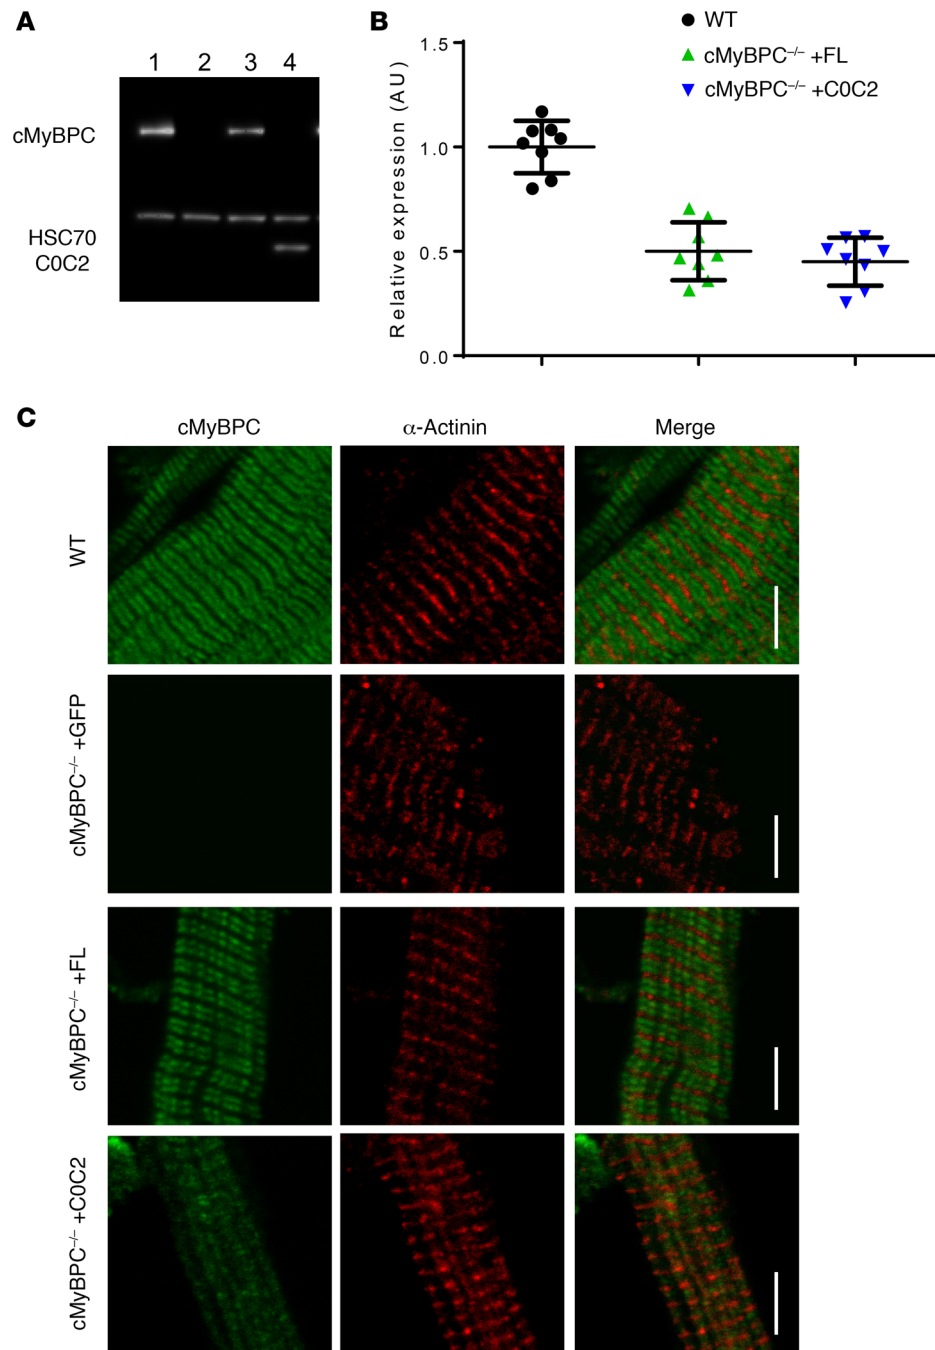 A
1 2 3 4
cMyBPC
HSC70
C0C2
B
WT
cMyBPC⁻/⁻ +FL
cMyBPC⁻/⁻ +C0C2
Relative expression (AU)
1.5
1.0
0.5
0.0
C
cMyBPC α-Actinin Merge
WT
cMyBPC⁻/⁻ +GFP
cMyBPC⁻/⁻ +FL
cMyBPC⁻/⁻ +C0C2